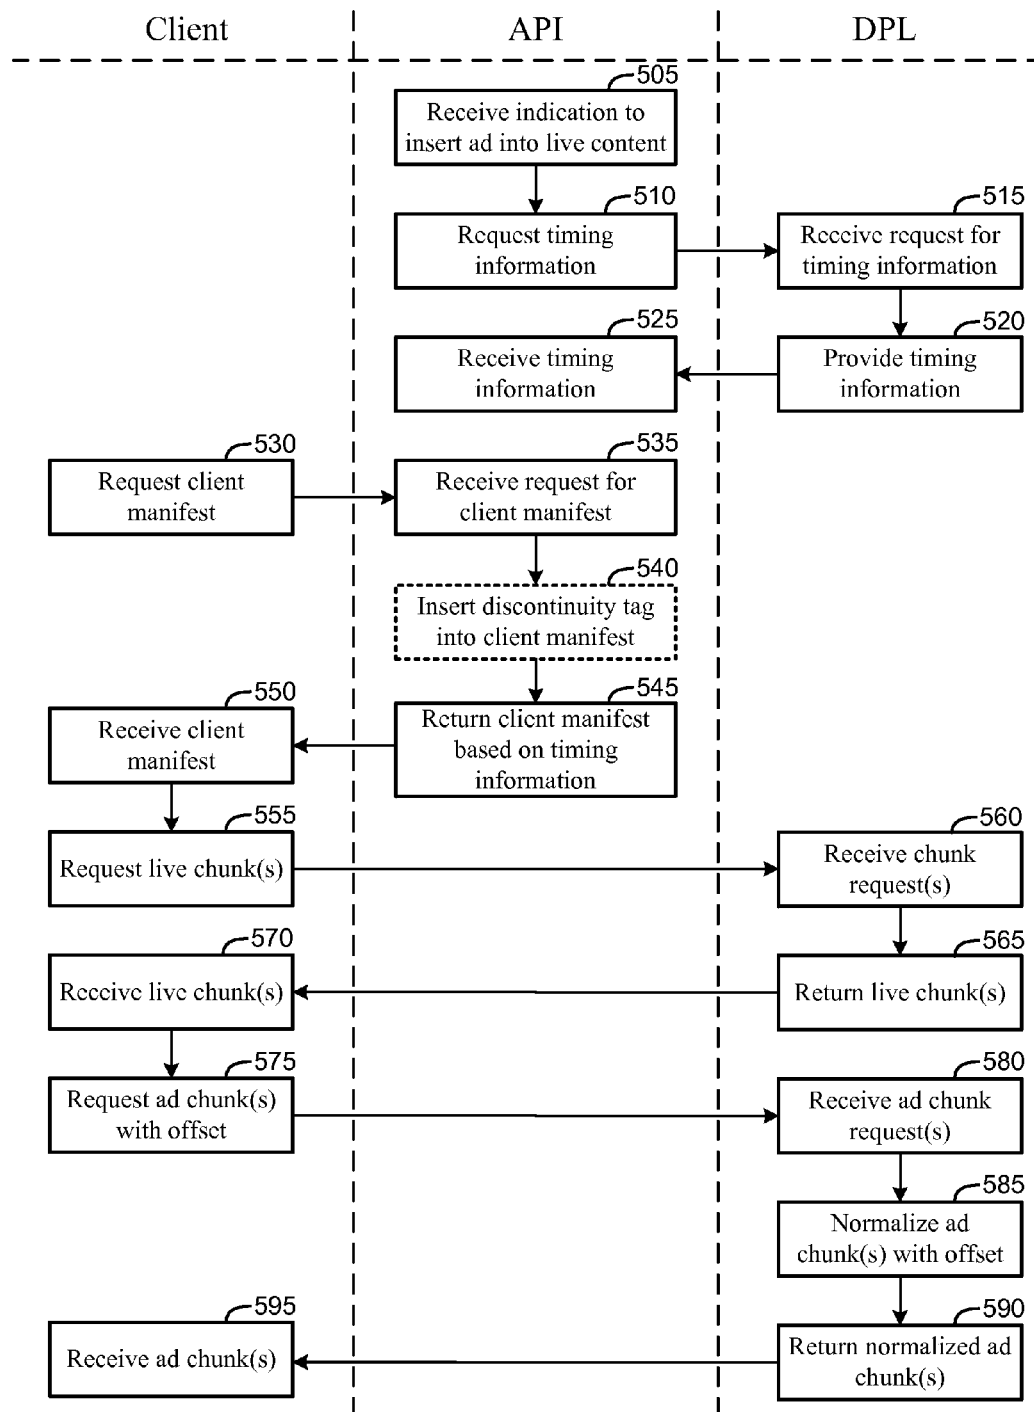 Client
API
DPL
505
Receive indication to
insert ad into live content
510
Request timing
information
515
Receive request for
timing information
525
Receive timing
information
520
Provide timing
information
530
Request client
manifest
535
Receive request for
client manifest
540
Insert discontinuity tag
into client manifest
550
Receive client
manifest
545
Return client manifest
based on timing
information
555
Request live chunk(s)
560
Receive chunk
request(s)
570
Receive live chunk(s)
565
Return live chunk(s)
575
Request ad chunk(s)
with offset
580
Receive ad chunk
request(s)
585
Normalize ad
chunk(s) with offset
595
Receive ad chunk(s)
590
Return normalized ad
chunk(s)